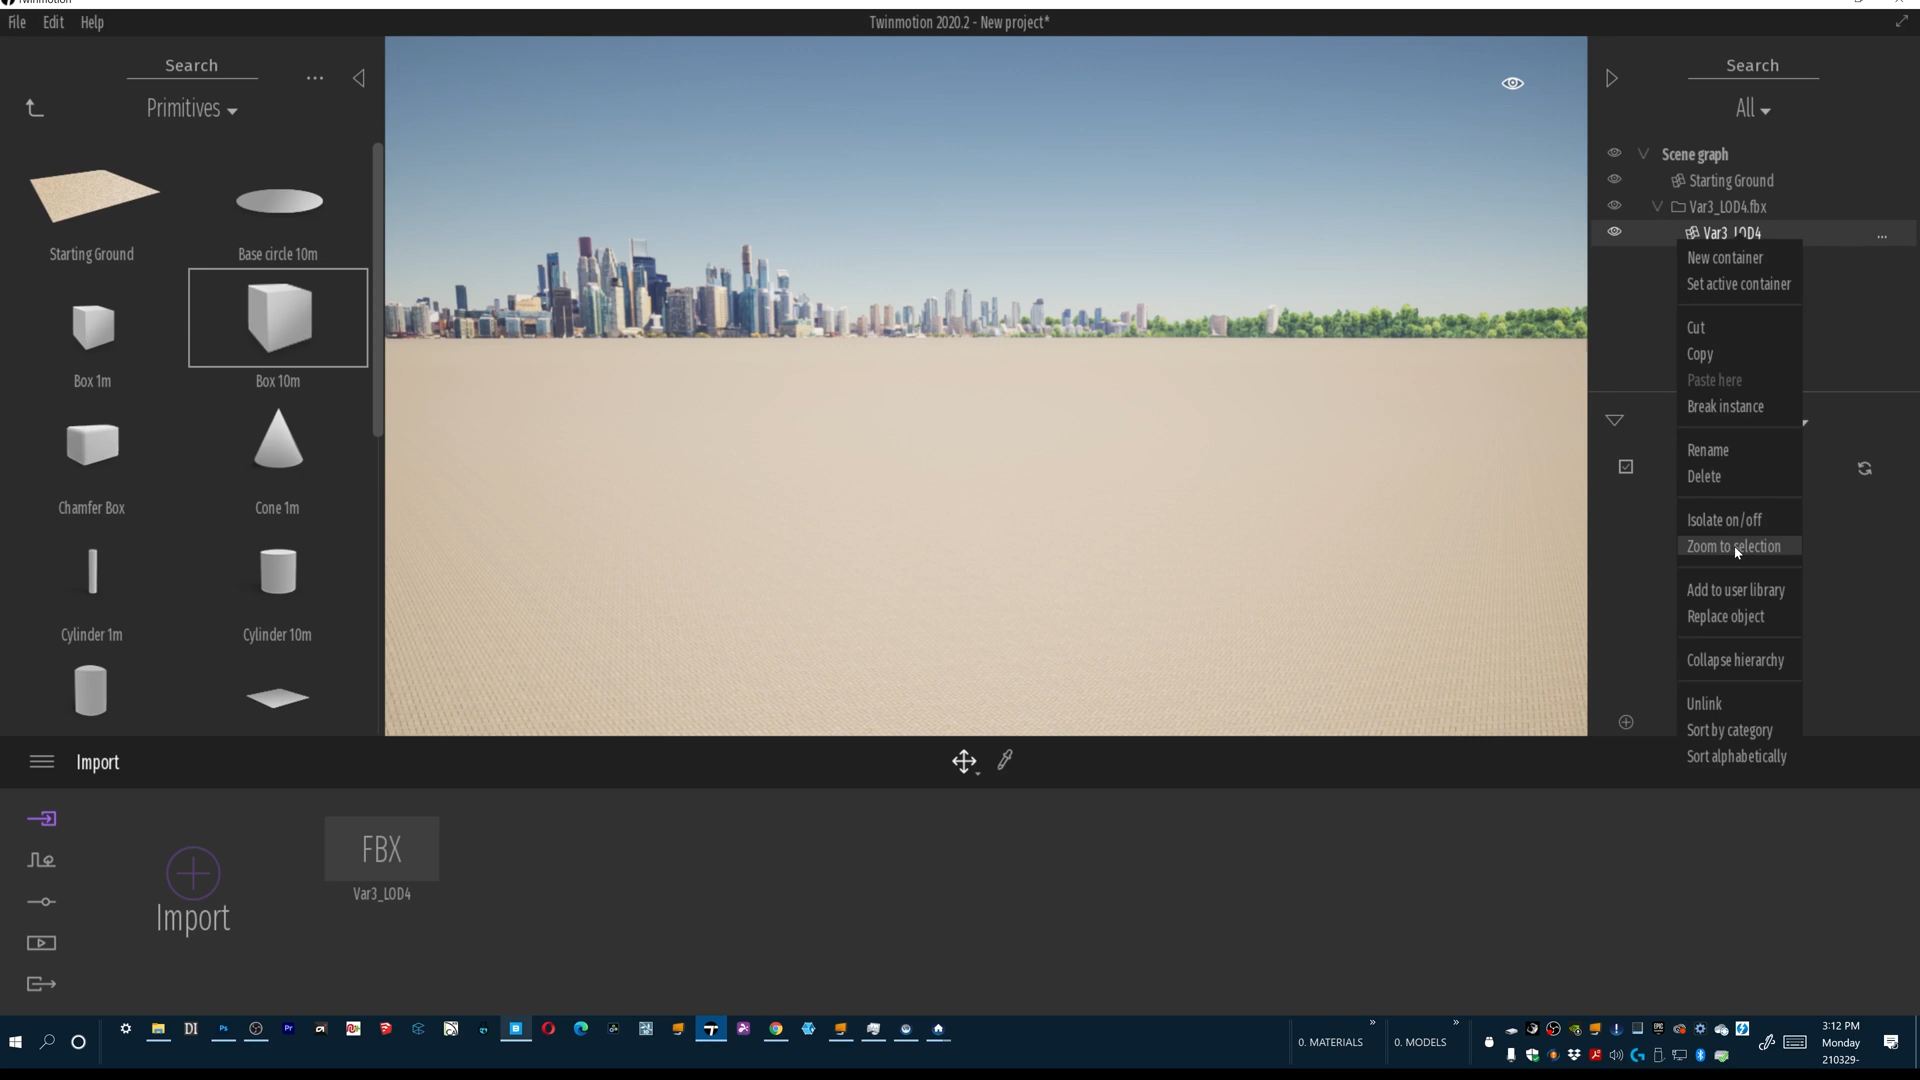 Twinmotion
File Edit Help
Twinmotion 2020.2 - New project*
Search
...
Primitives
Starting Ground
Base circle 10m
Box 1m
Box 10m
Chamfer Box
Cone 1m
Cylinder 1m
Cylinder 10m
Search
All
Scene graph
Starting Ground
Var3_LOD4.fbx
Var3_LOD4
...
New container
Set active container
Cut
Copy
Paste here
Break instance
Rename
Delete
Isolate on/off
Zoom to selection
Add to user library
Replace object
Collapse hierarchy
Unlink
Sort by category
Sort alphabetically
Import
Import
FBX
Var3_LOD4
DI
Ps
Pr
0. MATERIALS
0. MODELS
3:12 PM
Monday
210329-